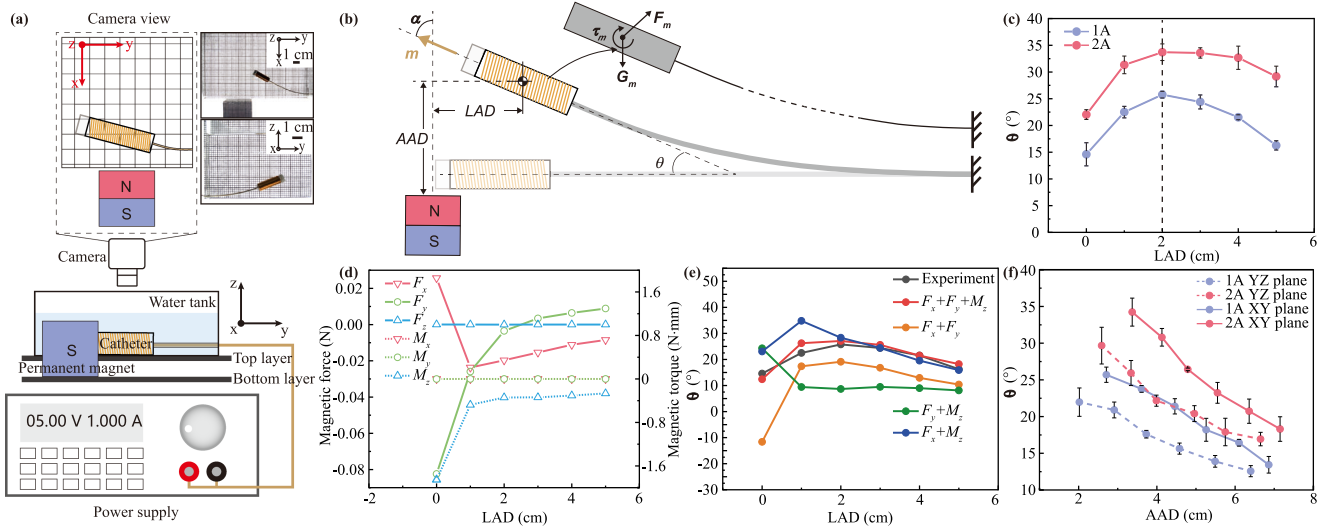 (a)
Camera view
z
y
x
1 cm
z
y
x
1 cm
z
x
y
N
S
Camera
Water tank
z
x
y
S
Catheter
Permanent magnet
Top layer
Bottom layer
05.00 V 1.000 A
Power supply
(b)
α
m
LAD
AAD
θ
τm
Fm
Gm
N
S
(c)
1A
2A
θ (°)
40
35
30
25
20
15
10
5
0
0
2
4
6
LAD (cm)
(d)
Fx
Fy
Fz
Mx
My
Mz
Magnetic force (N)
0.02
0.00
-0.02
-0.04
-0.06
-0.08
Magnetic torque (N·mm)
1.6
0.8
0
-0.8
-1.6
-2
0
2
4
6
LAD (cm)
(e)
Experiment
Fx+Fy+Mz
Fx+Fy
Fy+Mz
Fx+Mz
θ (°)
50°
40°
30°
20°
10°
0°
-10°
-20°
-30°
0
2
4
6
LAD (cm)
(f)
1A YZ plane
2A YZ plane
1A XY plane
2A XY plane
θ (°)
40
35
30
25
20
15
10
2
4
6
8
AAD (cm)